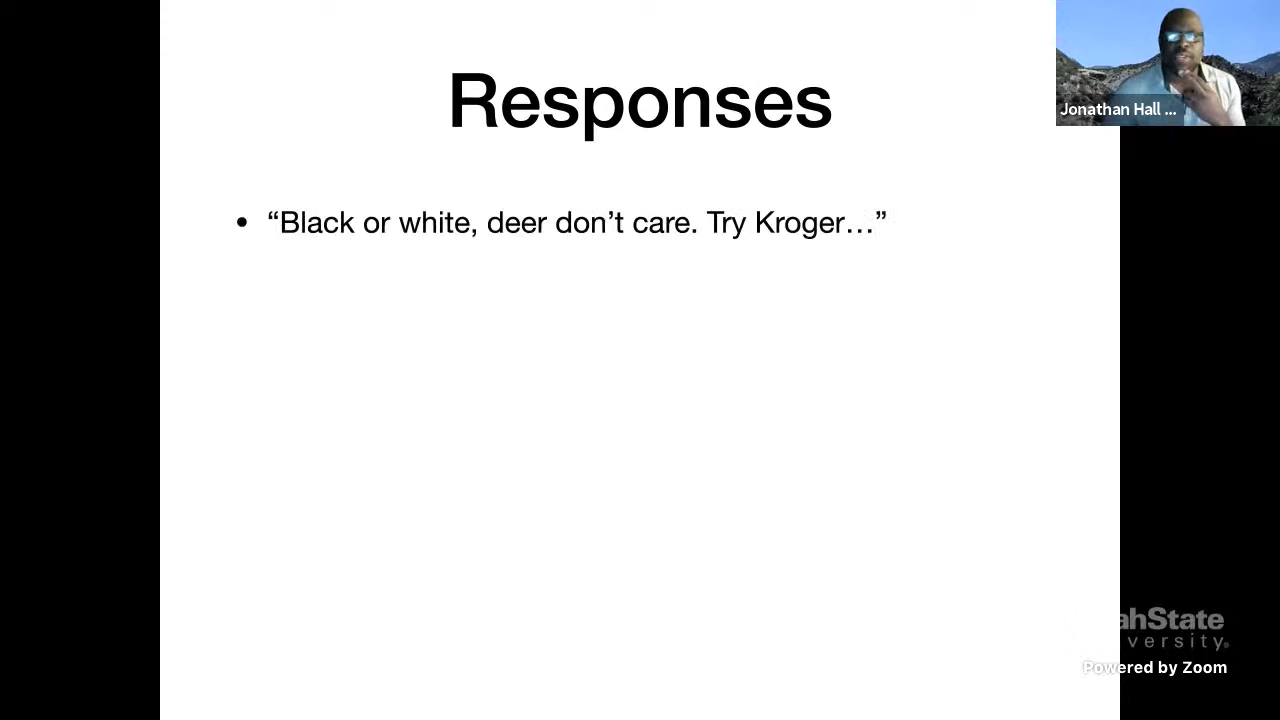 Responses
Jonathan Hall ...
• “Black or white, deer don’t care. Try Kroger…”
ahState
versity
Powered by Zoom